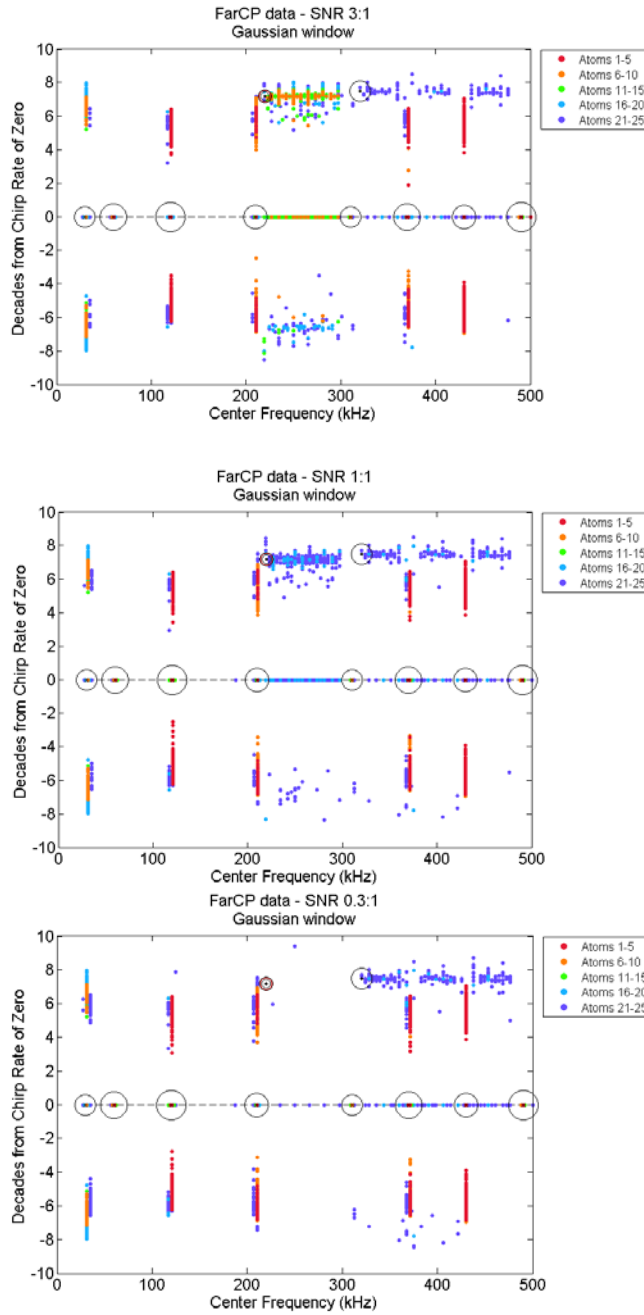 FarCP data - SNR 3:1
Gaussian window
Decades from Chirp Rate of Zero
10
8
6
4
2
0
-2
-4
-6
-8
-10
0 100 200 300 400 500
Center Frequency (kHz)
Atoms 1-5
Atoms 6-10
Atoms 11-15
Atoms 16-20
Atoms 21-25
FarCP data - SNR 1:1
Gaussian window
Decades from Chirp Rate of Zero
10
8
6
4
2
0
-2
-4
-6
-8
-10
0 100 200 300 400 500
Center Frequency (kHz)
Atoms 1-5
Atoms 6-10
Atoms 11-15
Atoms 16-20
Atoms 21-25
FarCP data - SNR 0.3:1
Gaussian window
Decades from Chirp Rate of Zero
10
8
6
4
2
0
-2
-4
-6
-8
-10
0 100 200 300 400 500
Center Frequency (kHz)
Atoms 1-5
Atoms 6-10
Atoms 11-15
Atoms 16-20
Atoms 21-25